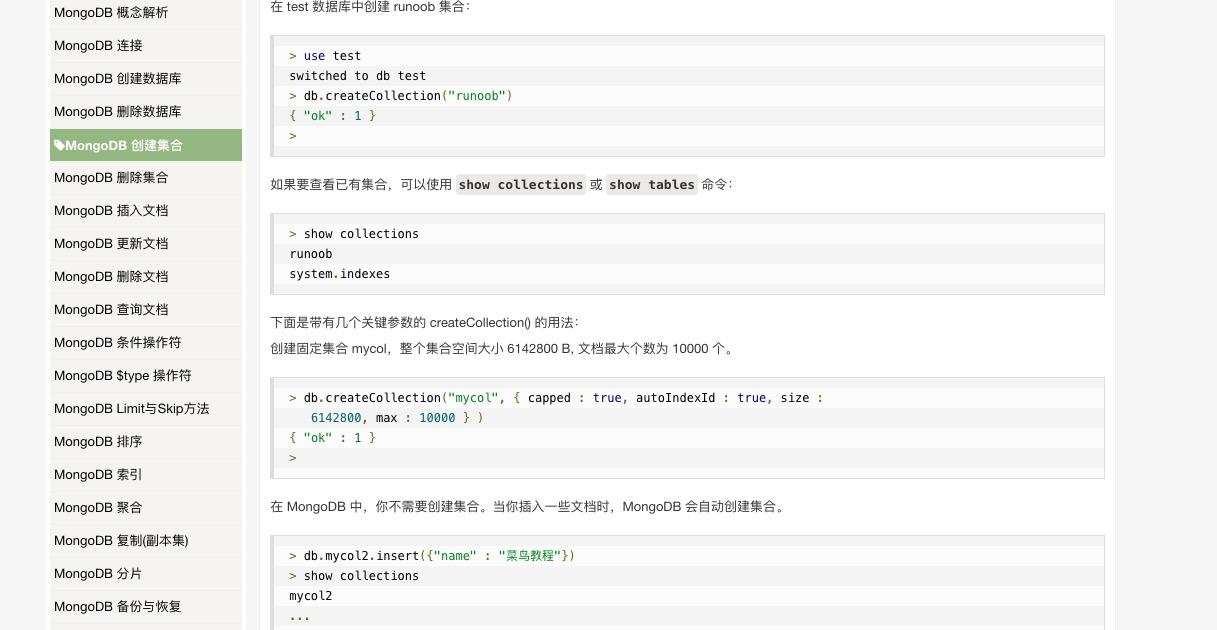 MongoDB 概念解析
MongoDB 连接
MongoDB 创建数据库
MongoDB 删除数据库
MongoDB 创建集合
MongoDB 删除集合
MongoDB 插入文档
MongoDB 更新文档
MongoDB 删除文档
MongoDB 查询文档
MongoDB 条件操作符
MongoDB $type 操作符
MongoDB Limit与Skip方法
MongoDB 排序
MongoDB 索引
MongoDB 聚合
MongoDB 复制(副本集)
MongoDB 分片
MongoDB 备份与恢复
在 test 数据库中创建 runoob 集合：
> use test
switched to db test
> db.createCollection("runoob")
{ "ok" : 1 }
>
如果要查看已有集合，可以使用 show collections 或 show tables 命令：
> show collections
runoob
system.indexes
下面是带有几个关键参数的 createCollection() 的用法：
创建固定集合 mycol，整个集合空间大小 6142800 B, 文档最大个数为 10000 个。
> db.createCollection("mycol", { capped : true, autoIndexId : true, size :
6142800, max : 10000 } )
{ "ok" : 1 }
>
在 MongoDB 中，你不需要创建集合。当你插入一些文档时，MongoDB 会自动创建集合。
> db.mycol2.insert({"name" : "菜鸟教程"})
> show collections
mycol2
...